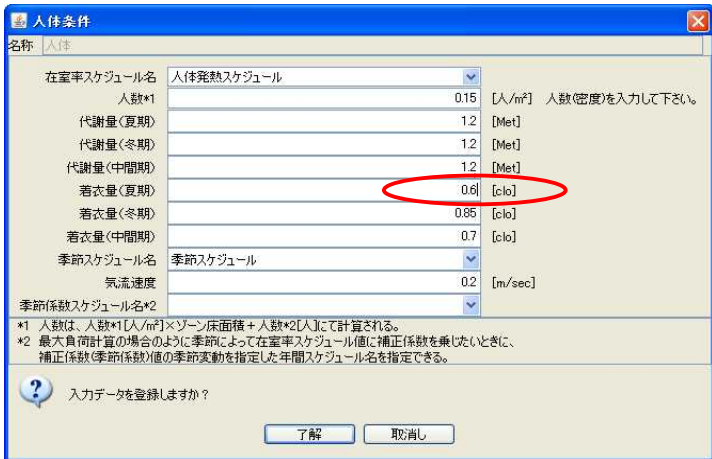 人体条件
名称 人体
在室率スケジュール名 人体発熱スケジュール
人数*1 0.15 [人/m²] 人数(密度)を入力して下さい。
代謝量(夏期) 1.2 [Met]
代謝量(冬期) 1.2 [Met]
代謝量(中間期) 1.2 [Met]
着衣量(夏期) 0.6 [clo]
着衣量(冬期) 0.85 [clo]
着衣量(中間期) 0.7 [clo]
季節スケジュール名 季節スケジュール
気流速度 0.2 [m/sec]
季節係数スケジュール名*2
*1 人数は、人数*1[人/m²]×ゾーン床面積+人数*2[人]にて計算される。
*2 最大負荷計算の場合のように季節によって在室率スケジュール値に補正係数を乗じたいときに、
補正係数(季節係数)値の季節変動を指定した年間スケジュール名を指定できる。
入力データを登録しますか?
了解 取消し